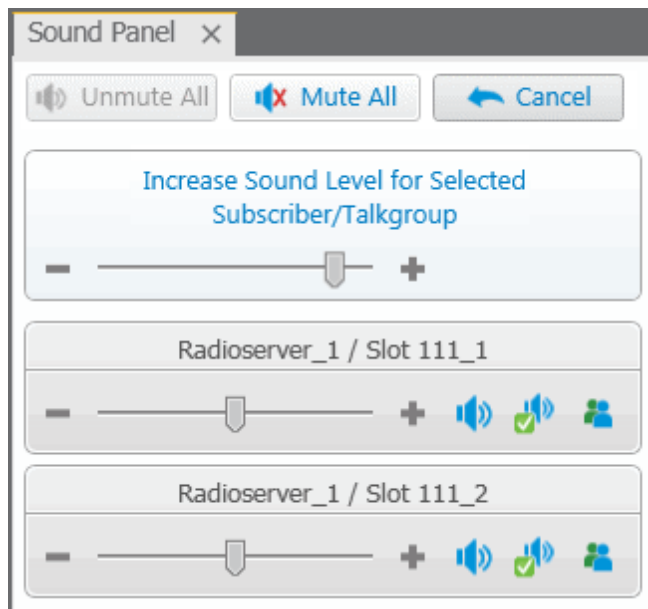 Sound Panel
Unmute All Mute All Cancel
Increase Sound Level for Selected
Subscriber/Talkgroup
Radioserver_1 / Slot 111_1
Radioserver_1 / Slot 111_2